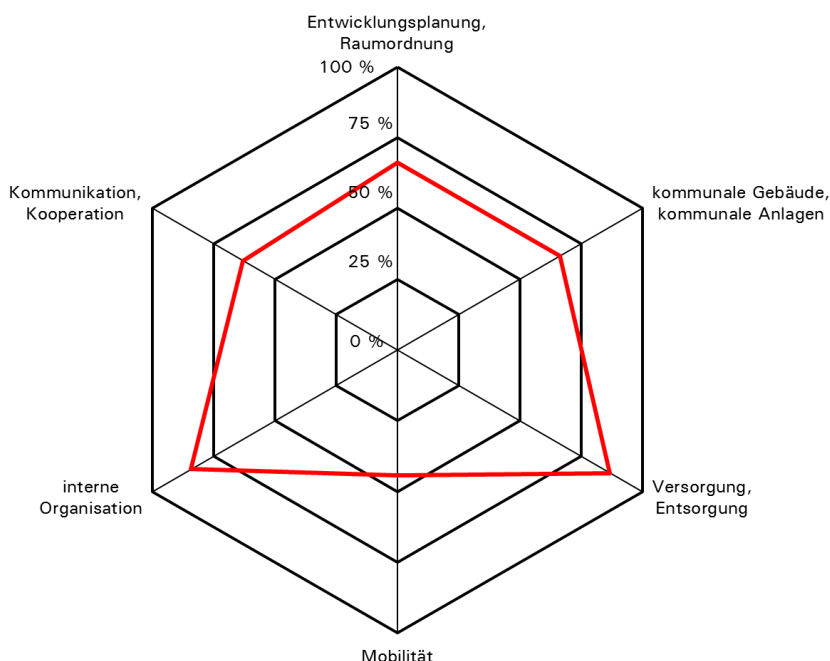 Entwicklungsplanung,
Raumordnung
100 %
75 %
Kommunikation,
Kooperation
50 %
kommunale Gebäude,
kommunale Anlagen
25 %
0 %
interne
Organisation
Versorgung,
Entsorgung
Mobilität